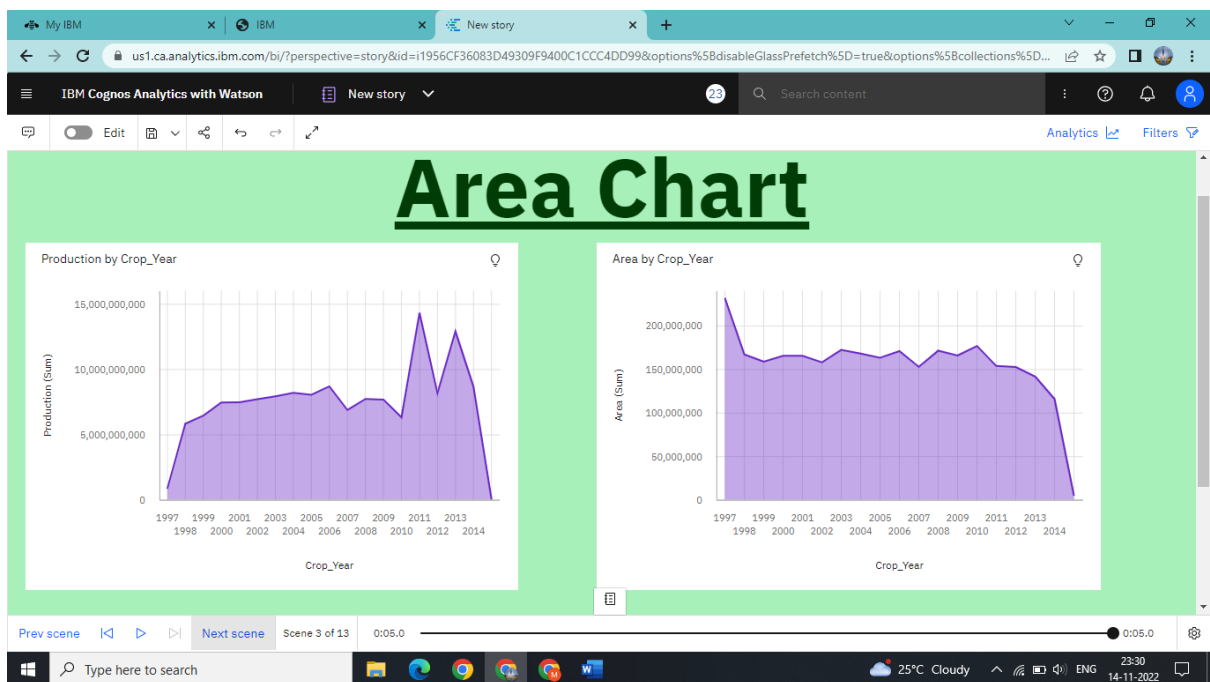 My IBM
IBM
New story
us1.ca.analytics.ibm.com/bi/?perspective=story&id=i1956CF36083D49309F9400C1CCC4DD99&options%5BdisableGlassPrefetch%5D=true&options%5Bcollections%5D...
IBM Cognos Analytics with Watson
New story
23
Search content
Edit
Analytics
Filters
Area Chart
Production by Crop_Year
15,000,000,000
10,000,000,000
5,000,000,000
0
Production (Sum)
1997 1999 2001 2003 2005 2007 2009 2011 2013
1998 2000 2002 2004 2006 2008 2010 2012 2014
Crop_Year
Area by Crop_Year
200,000,000
150,000,000
100,000,000
50,000,000
0
Area (Sum)
1997 1999 2001 2003 2005 2007 2009 2011 2013
1998 2000 2002 2004 2006 2008 2010 2012 2014
Crop_Year
Prev scene Next scene Scene 3 of 13 0:05.0 0:05.0
Type here to search
25°C Cloudy
ENG
23:30
14-11-2022